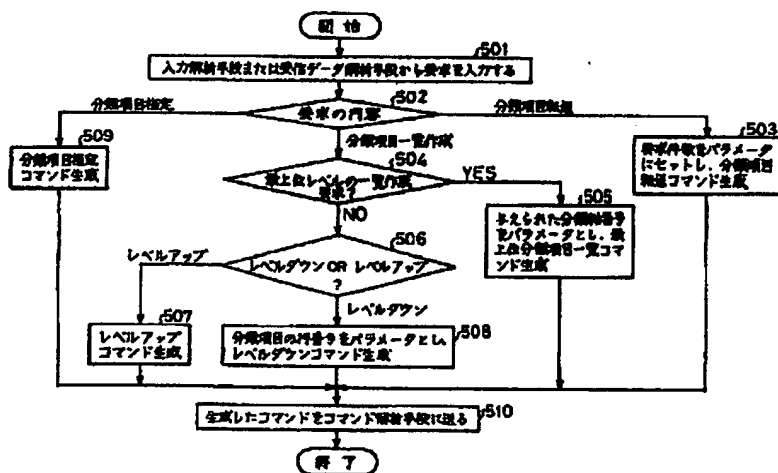 開始
501
入力解析手段または受信データ解析手段から要求を入力する
502
要求の内容
分類項目指定
分類項目転送
分類項目一覧作成
509
分類項目指定
コマンド生成
503
要求件数をパラメータ
にセットし、分類項目
転送コマンド生成
504
最上位レベルの一覧作成
要求?
YES
NO
505
与えられた分類番号
をパラメータとし、最
上位分類項目一覧コマ
ンド生成
506
レベルダウン OR レベルアップ
?
レベルアップ
レベルダウン
507
レベルアップ
コマンド生成
508
分類項目の行番号をパラメータとし、
レベルダウンコマンド生成
510
生成したコマンドをコマンド解析手段に送る
終了